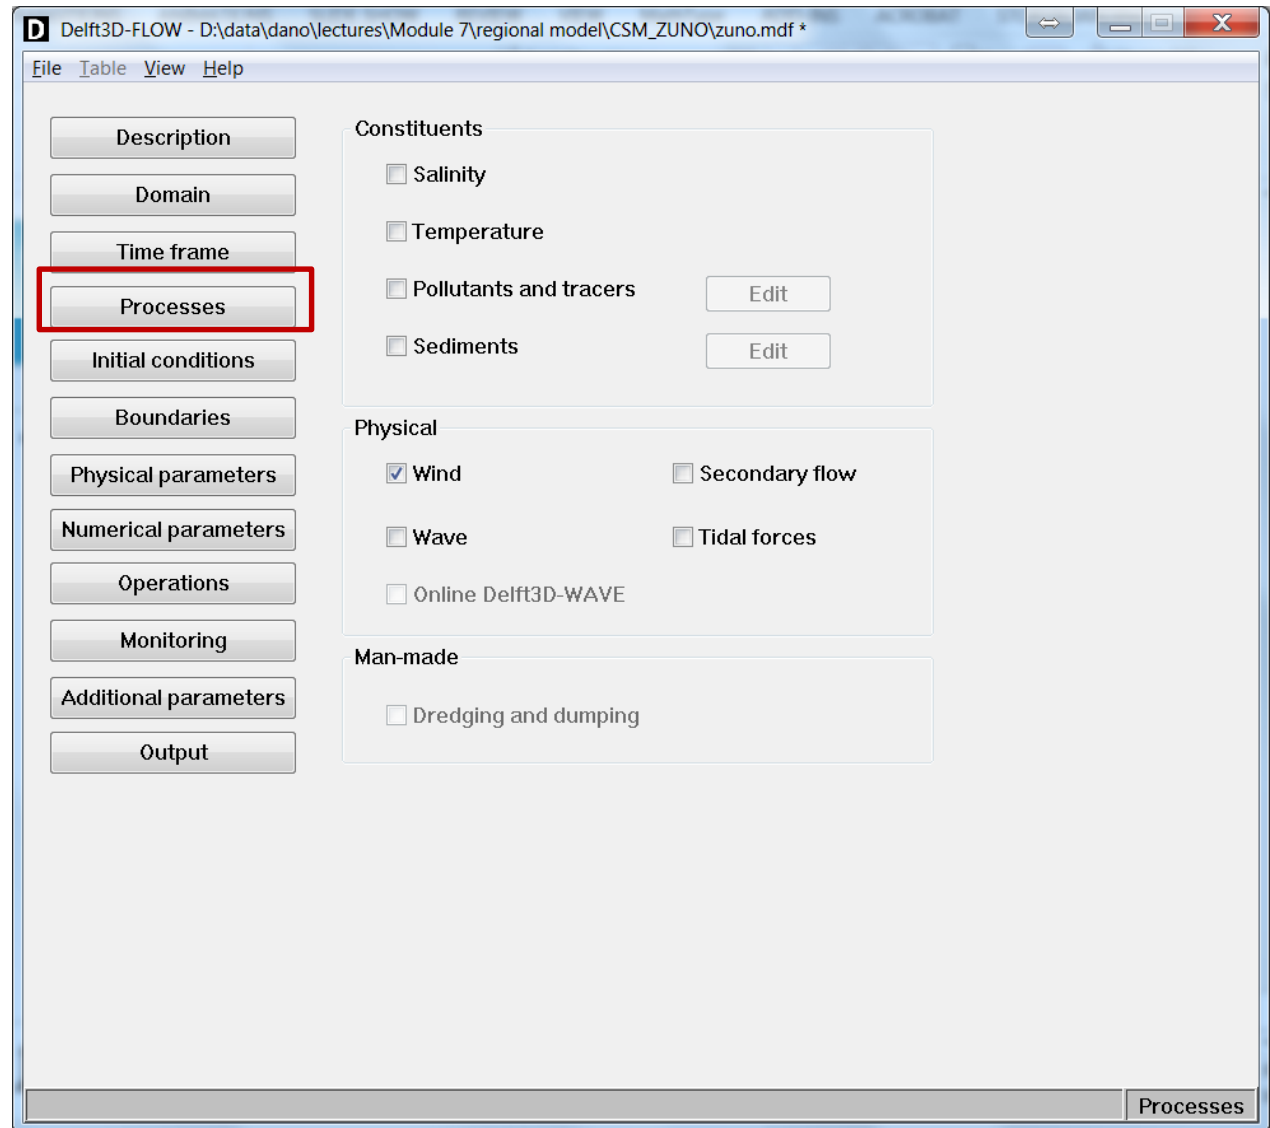 D Delft3D-FLOW - D:\data\dano\lectures\Module 7\regional model\CSM_ZUNO\zuno.mdf *
File Table View Help
Description
Domain
Time frame
Processes
Initial conditions
Boundaries
Physical parameters
Numerical parameters
Operations
Monitoring
Additional parameters
Output
Constituents
Salinity
Temperature
Pollutants and tracers Edit
Sediments Edit
Physical
Wind Secondary flow
Wave Tidal forces
Online Delft3D-WAVE
Man-made
Dredging and dumping
Processes